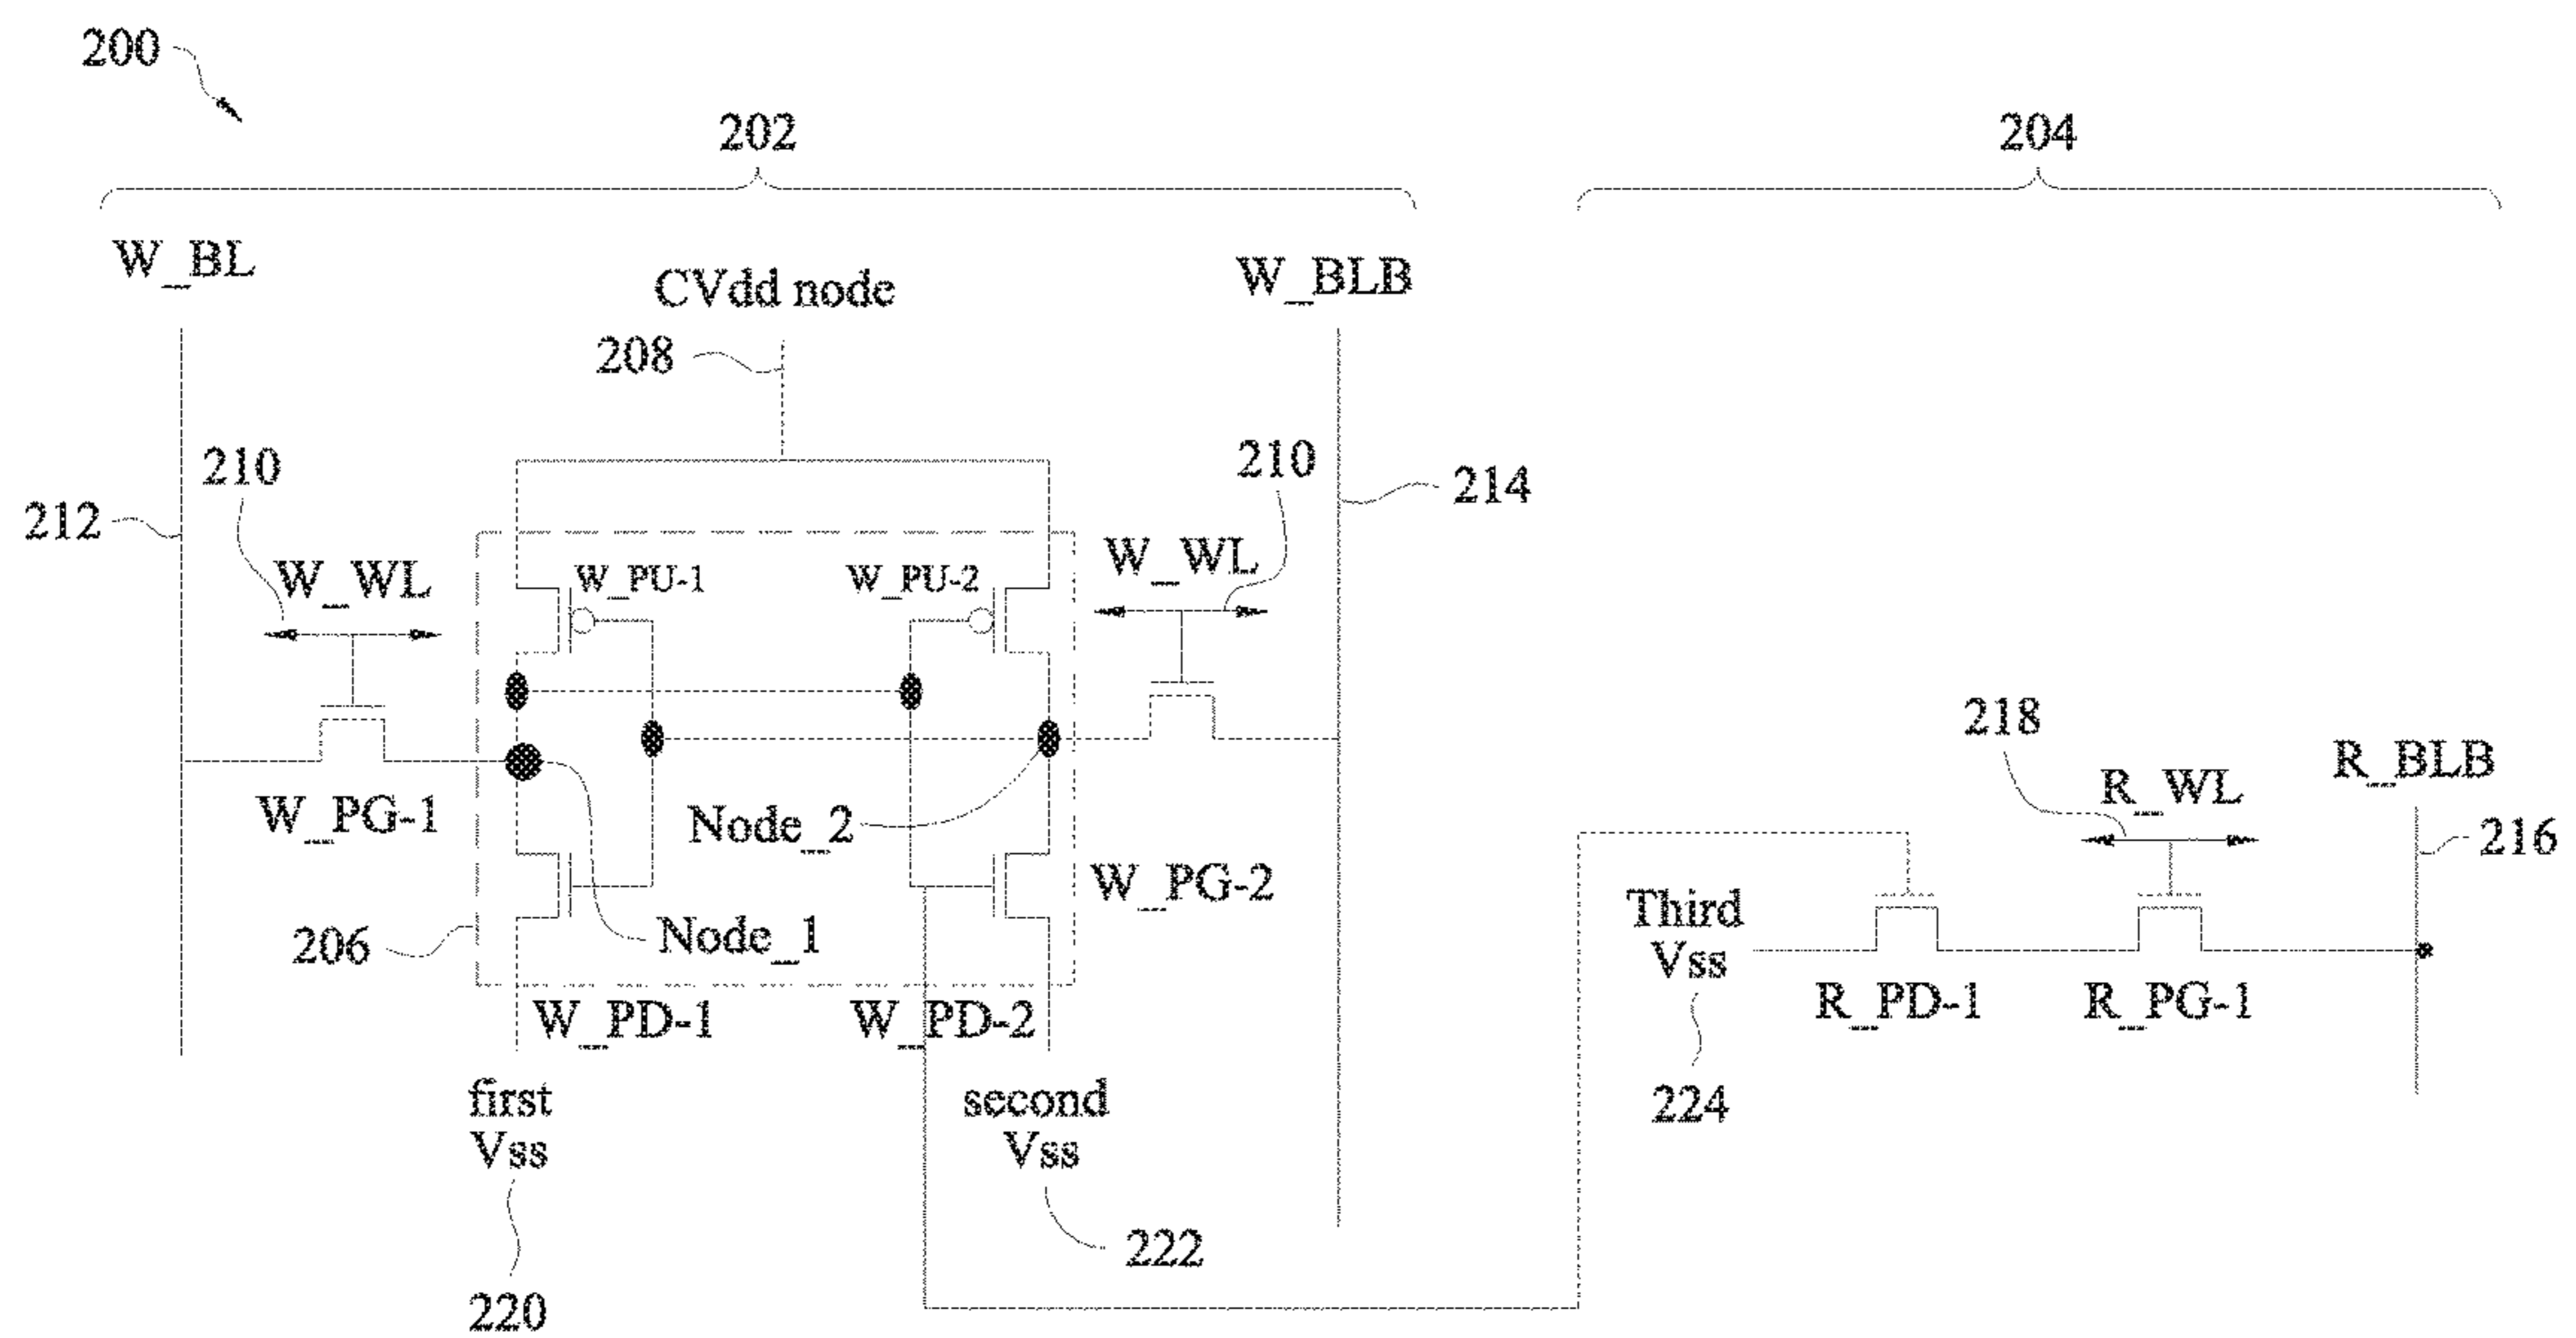 200
202
204
W_BL
CVdd node
W_BLB
208
210
210
212
214
W_WL
W_PU-1
W_PU-2
W_WL
218
R_BLB
R_WL
W_PG-1
Node_2
216
W_PG-2
206
Node_1
Third
Vss
R_PD-1
R_PG-1
W_PD-1
W_PD-2
224
first
Vss
second
Vss
222
220